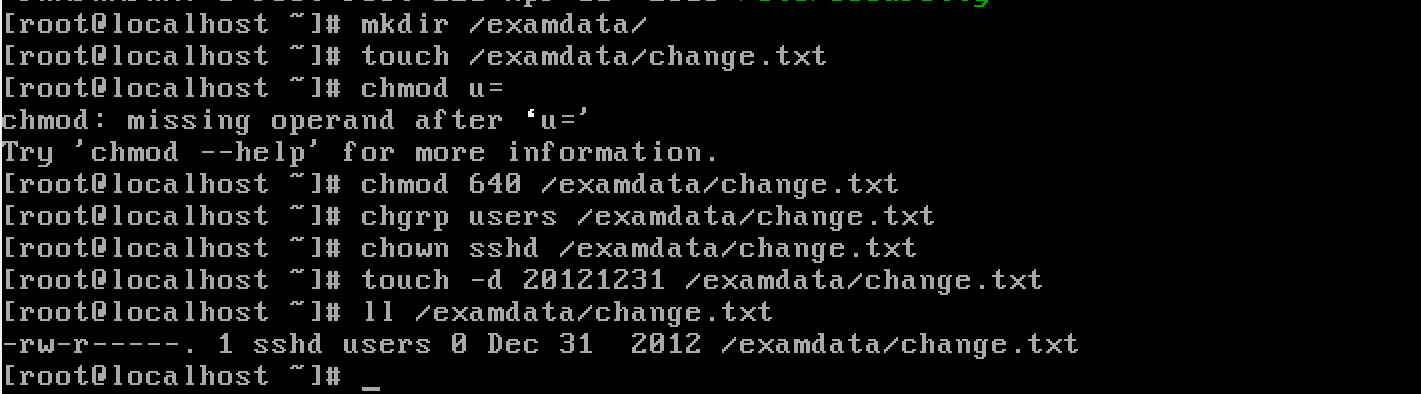 [root@localhost ~]# mkdir /examdata/
[root@localhost ~]# touch /examdata/change.txt
[root@localhost ~]# chmod u=
chmod: missing operand after ‘u=’
Try 'chmod --help' for more information.
[root@localhost ~]# chmod 640 /examdata/change.txt
[root@localhost ~]# chgrp users /examdata/change.txt
[root@localhost ~]# chown sshd /examdata/change.txt
[root@localhost ~]# touch -d 20121231 /examdata/change.txt
[root@localhost ~]# ll /examdata/change.txt
-rw-r-----. 1 sshd users 0 Dec 31  2012 /examdata/change.txt
[root@localhost ~]# _